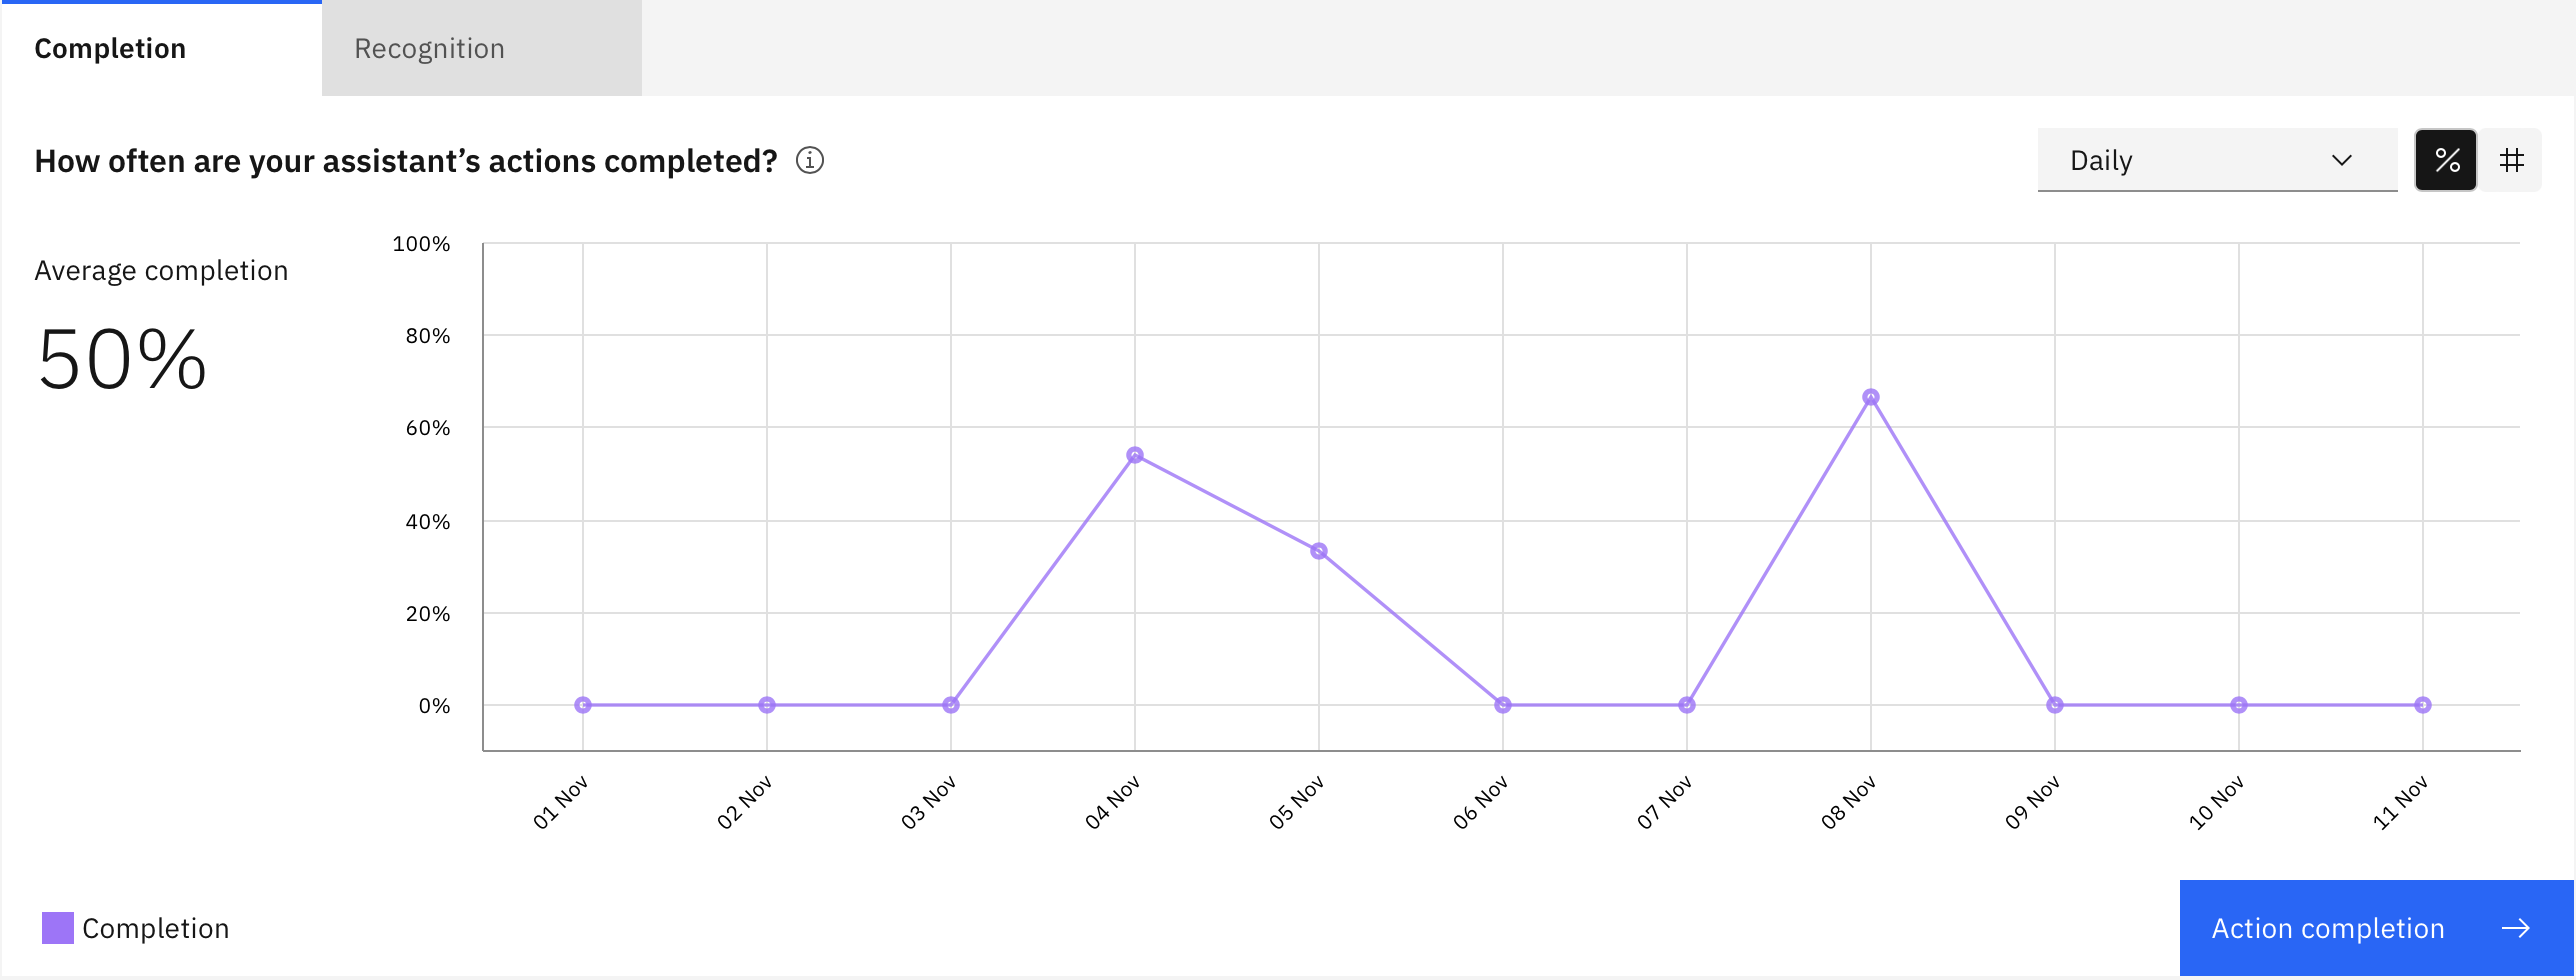 Completion
Recognition
How often are your assistant’s actions completed?
Daily
%
#
Average completion
50%
100%
80%
60%
40%
20%
0%
01 Nov
02 Nov
03 Nov
04 Nov
05 Nov
06 Nov
07 Nov
08 Nov
09 Nov
10 Nov
11 Nov
Completion
Action completion